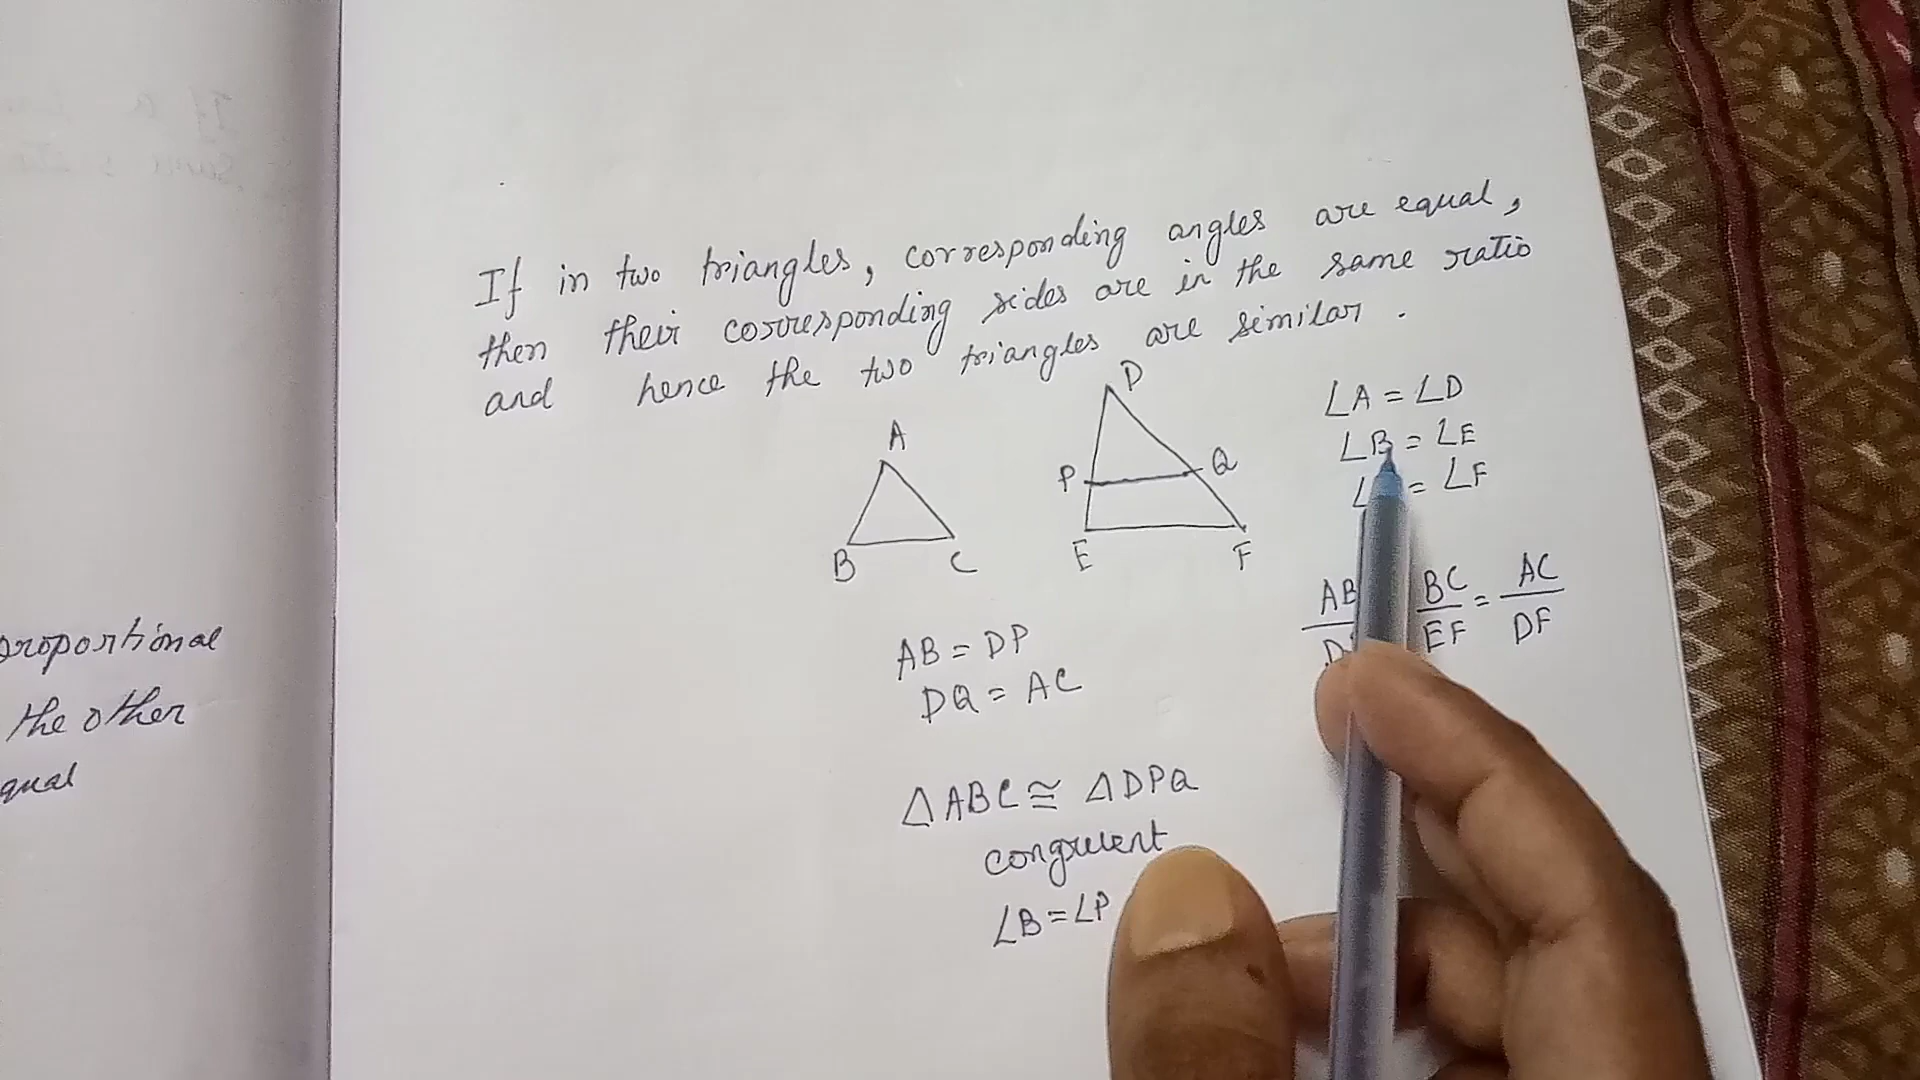 If in two triangles, corresponding angles are equal,
then their corresponding sides are in the same ratio
and hence the two triangles are similar.
A
B
C
D
P
Q
E
F
∠A = ∠D
∠B = ∠E
∠ = ∠F
AB BC = AC
D EF DF
AB = DP
DQ = AC
△ABC ≅ △DPQ
congruent
∠B = ∠P
proportional
the other
qual